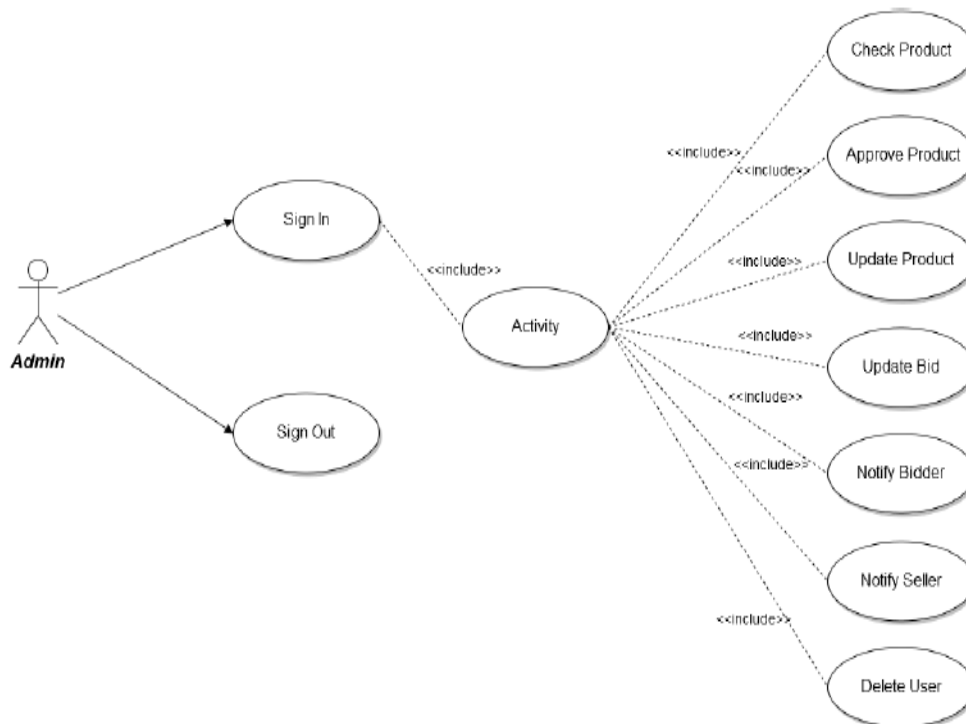 Check Product
<<include>>
Approve Product
<<include>>
Sign In
Update Product
<<include>>
<<include>>
Activity
Admin
<<include>>
Update Bid
<<include>>
Sign Out
<<include>>
Notify Bidder
Notify Seller
<<include>>
Delete User